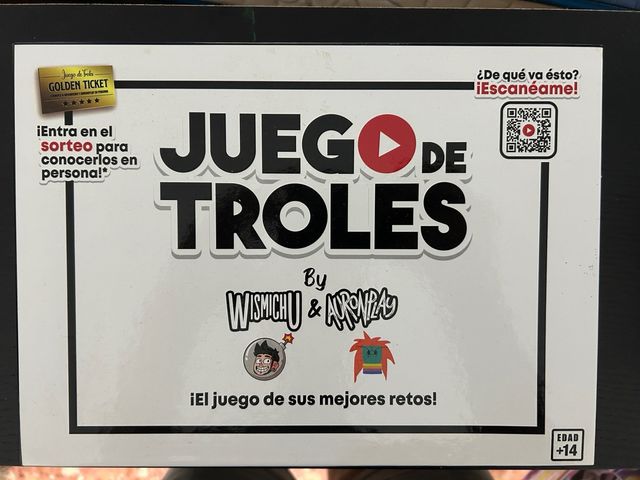 Juego de Trols
GOLDEN TICKET
¡Entra en el
sorteo para
conocerlos en
persona!*
¿De qué va ésto?
¡Escanéame!
JUEGO DE
TROLES
By
WISMICHU & AURONPLAY
¡El juego de sus mejores retos!
EDAD
+14